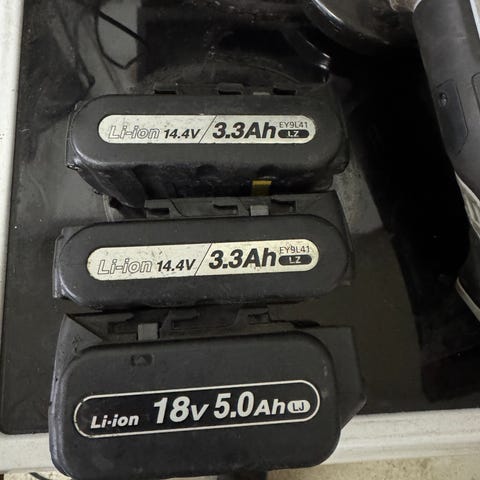 Li-ion 14.4V/3.3Ah EY9L41 LZ
Li-ion 14.4V/3.3Ah EY9L41 LZ
Li-ion 18V 5.0Ah LJ